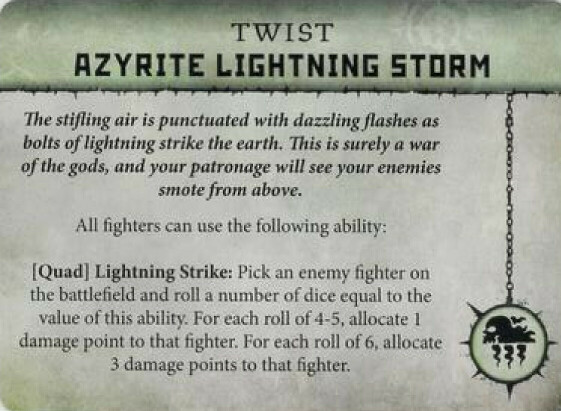 TWIST
AZYRITE LIGHTNING STORM
The stifling air is punctuated with dazzling flashes as
bolts of lightning strike the earth. This is surely a war
of the gods, and your patronage will see your enemies
smote from above.
All fighters can use the following ability:
[Quad] Lightning Strike: Pick an enemy fighter on
the battlefield and roll a number of dice equal to the
value of this ability. For each roll of 4-5, allocate 1
damage point to that fighter. For each roll of 6, allocate
3 damage points to that fighter.